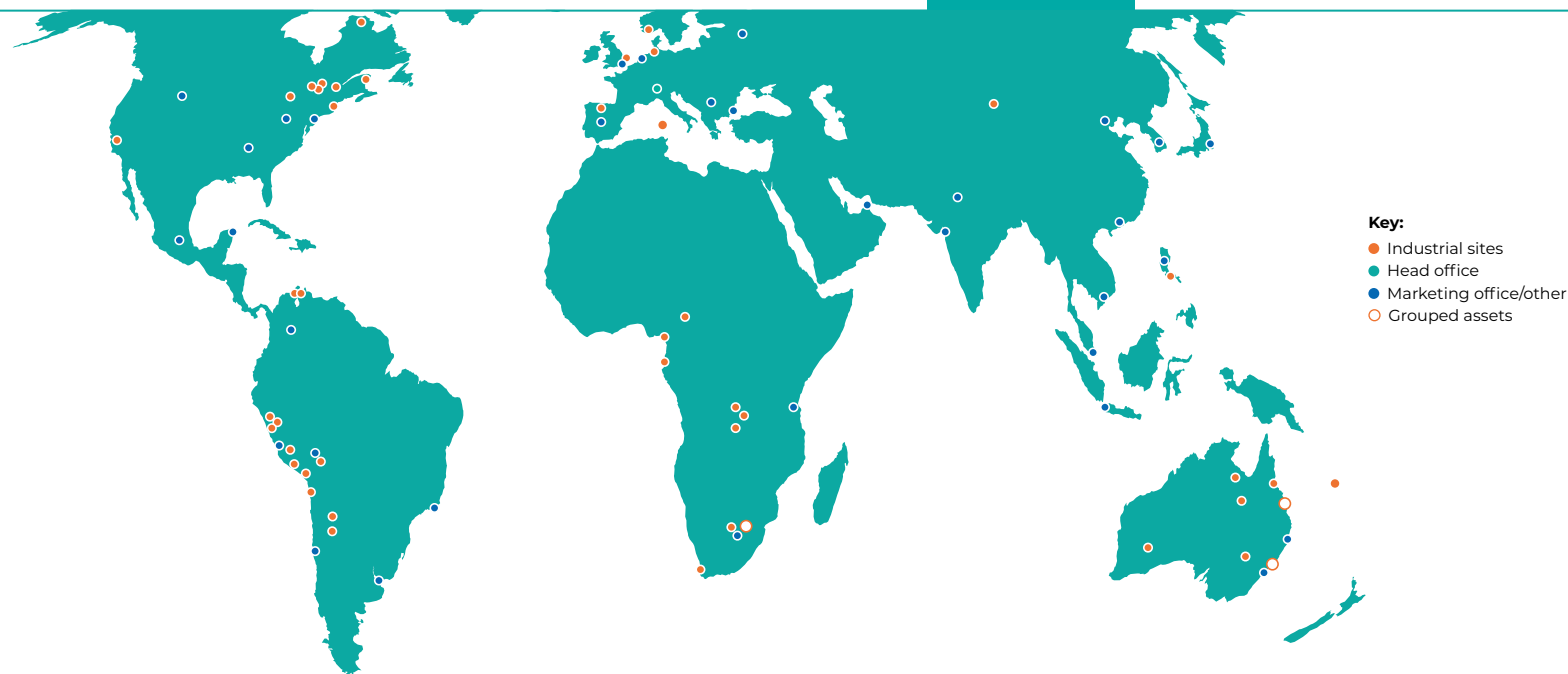 Key:
Industrial sites
Head office
Marketing office/other
Grouped assets